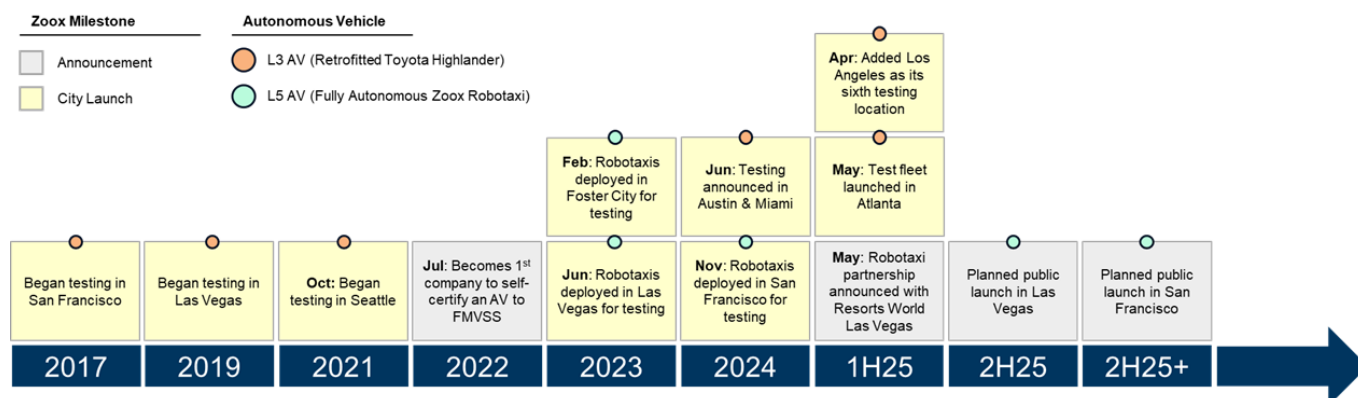 Zoox Milestone
Announcement
City Launch
Autonomous Vehicle
L3 AV (Retrofitted Toyota Highlander)
L5 AV (Fully Autonomous Zoox Robotaxi)
Began testing in
San Francisco
2017
Began testing in
Las Vegas
2019
Oct: Began
testing in Seattle
2021
Jul: Becomes 1st
company to self-
certify an AV to
FMVSS
2022
Feb: Robotaxis
deployed in
Foster City for
testing
Jun: Robotaxis
deployed in Las
Vegas for testing
2023
Jun: Testing
announced in
Austin & Miami
Nov: Robotaxis
deployed in San
Francisco for
testing
2024
Apr: Added Los
Angeles as its
sixth testing
location
May: Test fleet
launched in
Atlanta
May: Robotaxi
partnership
announced with
Resorts World
Las Vegas
1H25
Planned public
launch in Las
Vegas
2H25
Planned public
launch in San
Francisco
2H25+